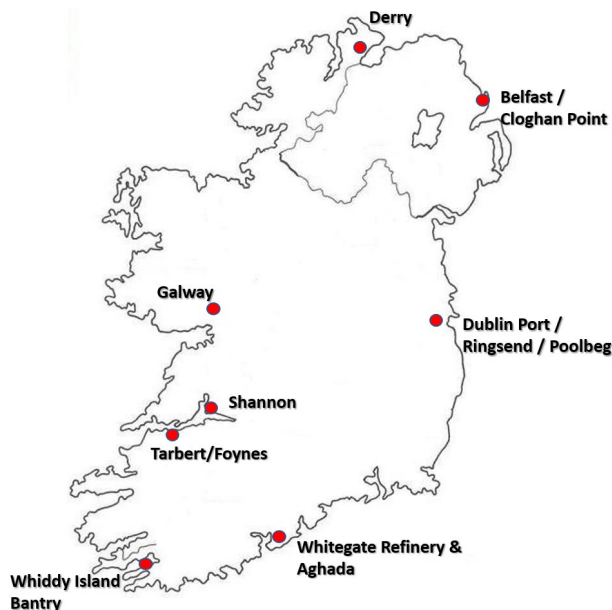 Derry
Belfast /
Cloghan Point
Galway
Dublin Port /
Ringsend / Poolbeg
Shannon
Tarbert/Foynes
Whitegate Refinery &
Aghada
Whiddy Island
Bantry